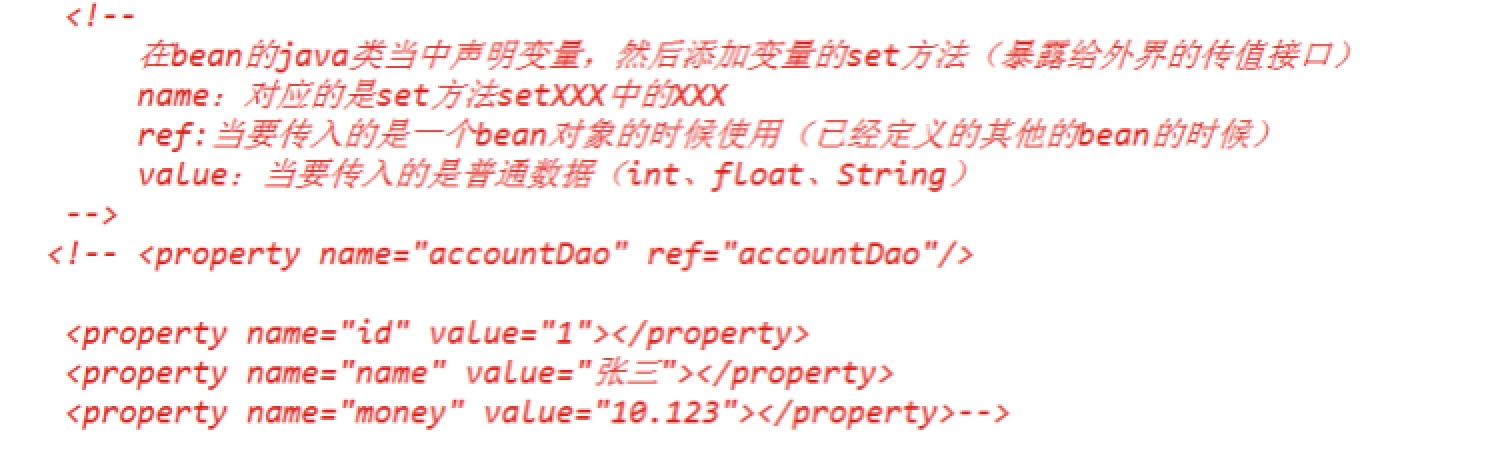 <!--
在bean的java类当中声明变量，然后添加变量的set方法（暴露给外界的传值接口）
name：对应的是set方法setXXX中的XXX
ref:当要传入的是一个bean对象的时候使用（已经定义的其他的bean的时候）
value：当要传入的是普通数据（int、float、String）
-->
<!-- <property name="accountDao" ref="accountDao"/>
<property name="id" value="1"></property>
<property name="name" value="张三"></property>
<property name="money" value="10.123"></property>-->